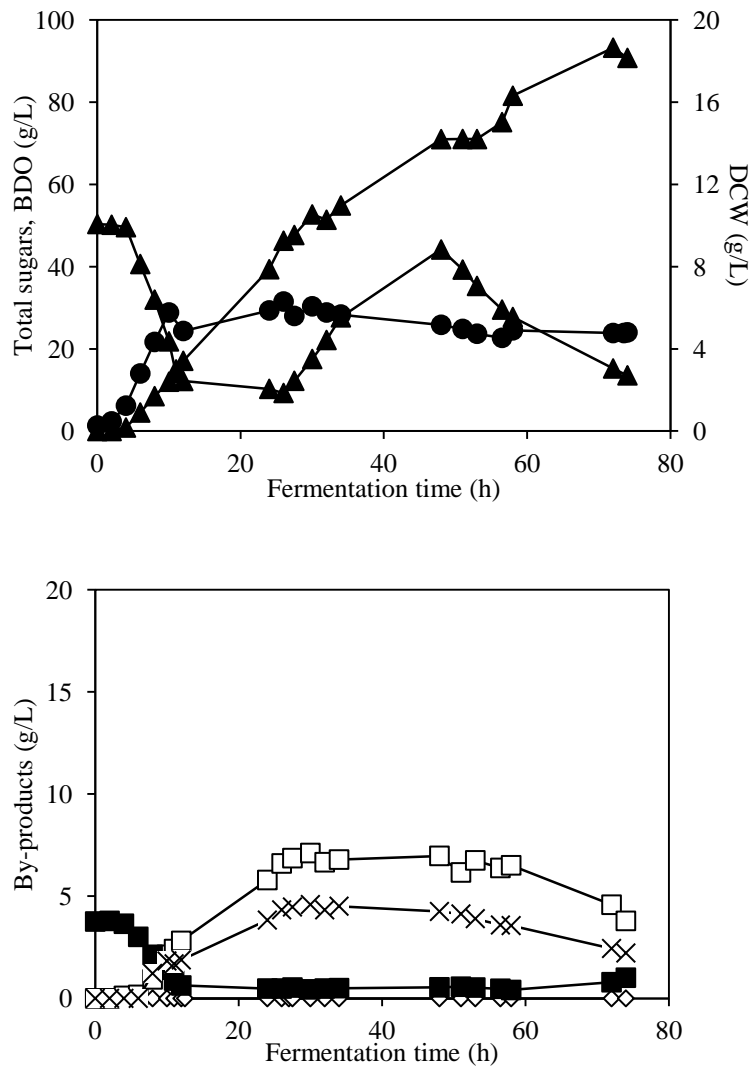 100
80
60
40
20
0
Total sugars, BDO (g/L)
20
16
12
8
4
0
DCW (g/L)
0 20 40 60 80
Fermentation time (h)
20
15
10
5
0
By-products (g/L)
0 20 40 60 80
Fermentation time (h)